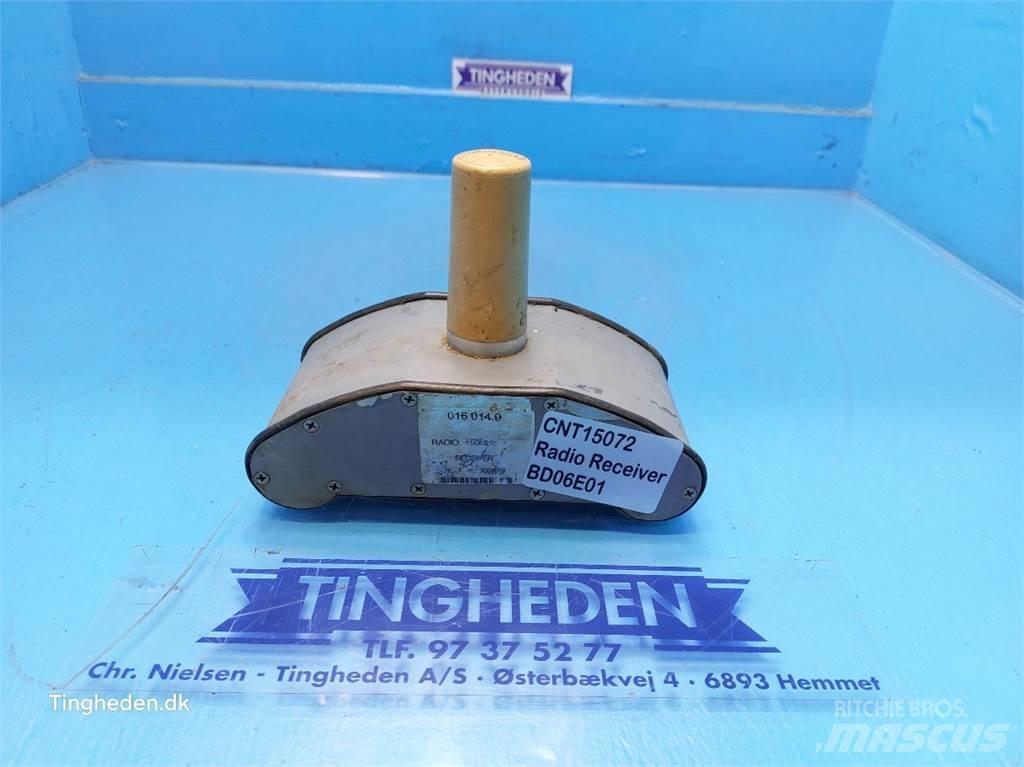 TINGHEDEN
016 014.0
RADIO:
RECEIVER
CNT15072
Radio Receiver
BD06E01
TINGHEDEN
TLF. 97 37 52 77
Chr. Nielsen - Tingheden A/S · Østerbækvej 4 · 6893 Hemmet
Tingheden.dk
RITCHIE BROS.
MASCUS